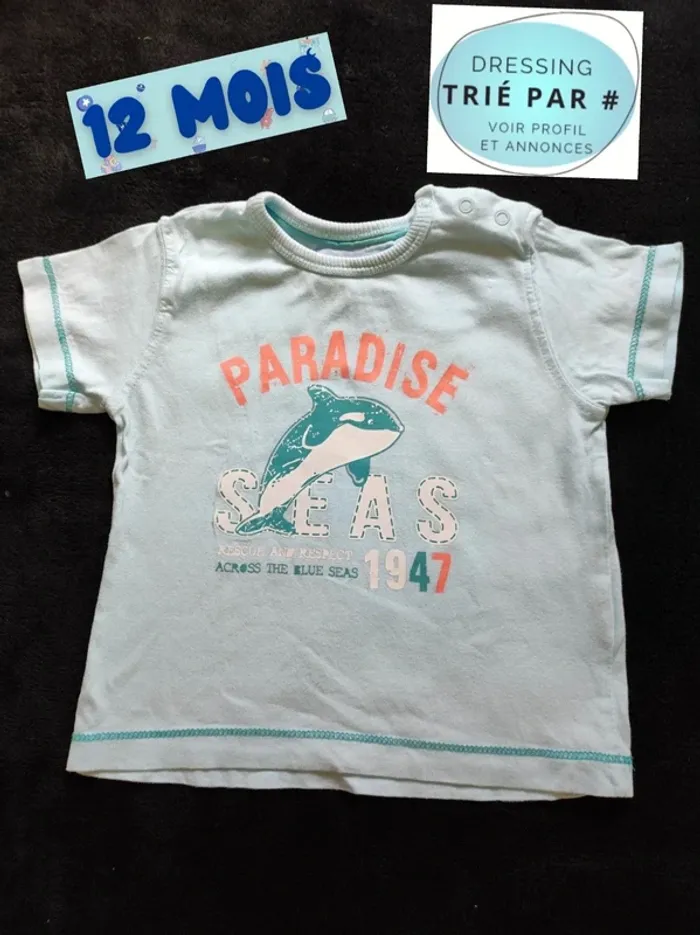 12 MOIS
DRESSING
TRIÉ PAR #
VOIR PROFIL
ET ANNONCES
PARADISE
SEAS
RESCUE AND RESPECT
ACROSS THE BLUE SEAS 1947